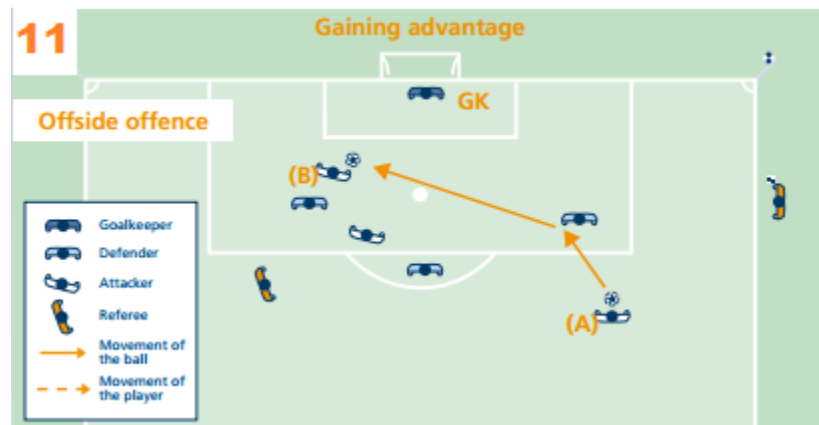 11
Gaining advantage
GK
Offside offence
(B)
(A)
Goalkeeper
Defender
Attacker
Referee
Movement of
the ball
Movement of
the player